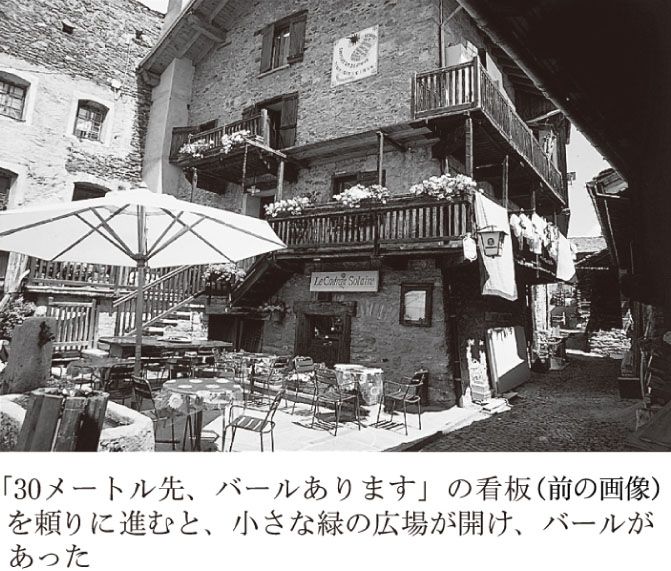 Le Cadran Solaire
「30メートル先、バールあります」の看板(前の画像)
を頼りに進むと、小さな緑の広場が開け、バールが
あった